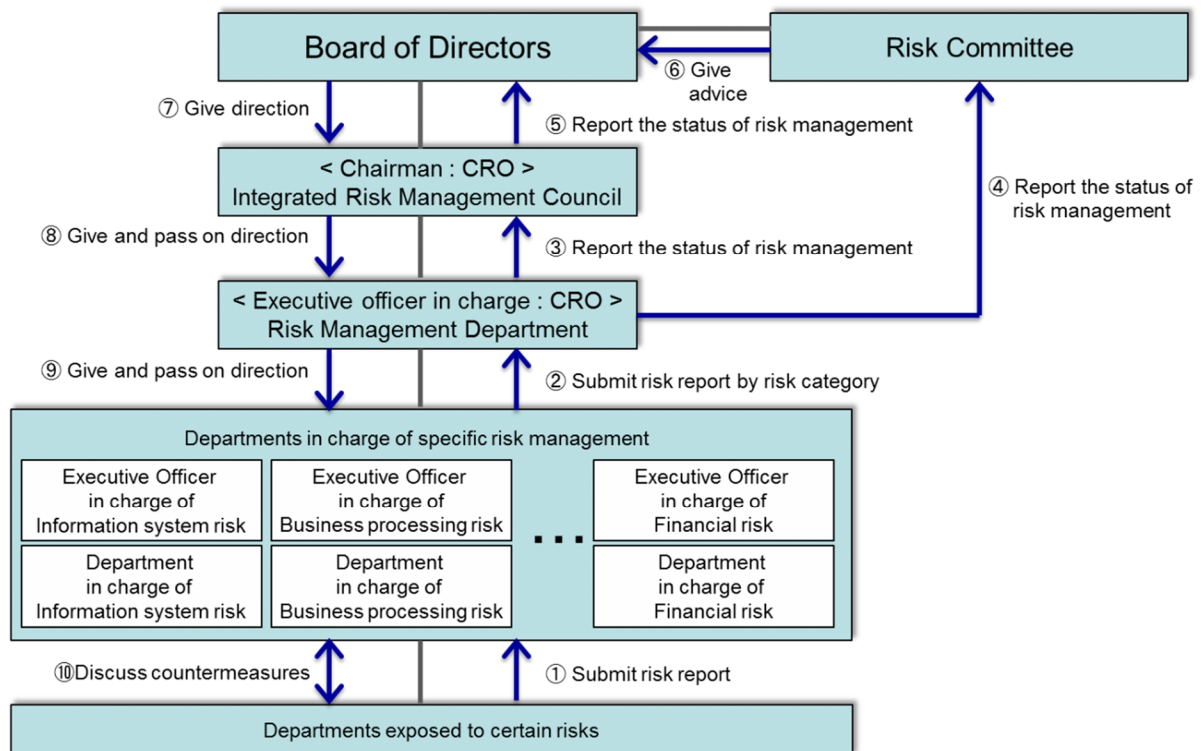 Board of Directors
Risk Committee
⑥ Give
advice
⑦ Give direction
⑤ Report the status of risk management
< Chairman : CRO >
Integrated Risk Management Council
④ Report the status of
risk management
⑧ Give and pass on direction
③ Report the status of risk management
< Executive officer in charge : CRO >
Risk Management Department
⑨ Give and pass on direction
② Submit risk report by risk category
Departments in charge of specific risk management
Executive Officer
in charge of
Information system risk
Executive Officer
in charge of
Business processing risk
Executive Officer
in charge of
Financial risk
...
Department
in charge of
Information system risk
Department
in charge of
Business processing risk
Department
in charge of
Financial risk
⑩Discuss countermeasures
① Submit risk report
Departments exposed to certain risks